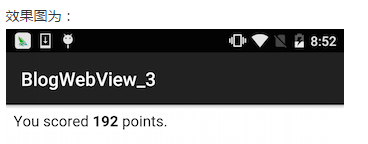 效果图为：
8:52
BlogWebView_3
You scored 192 points.